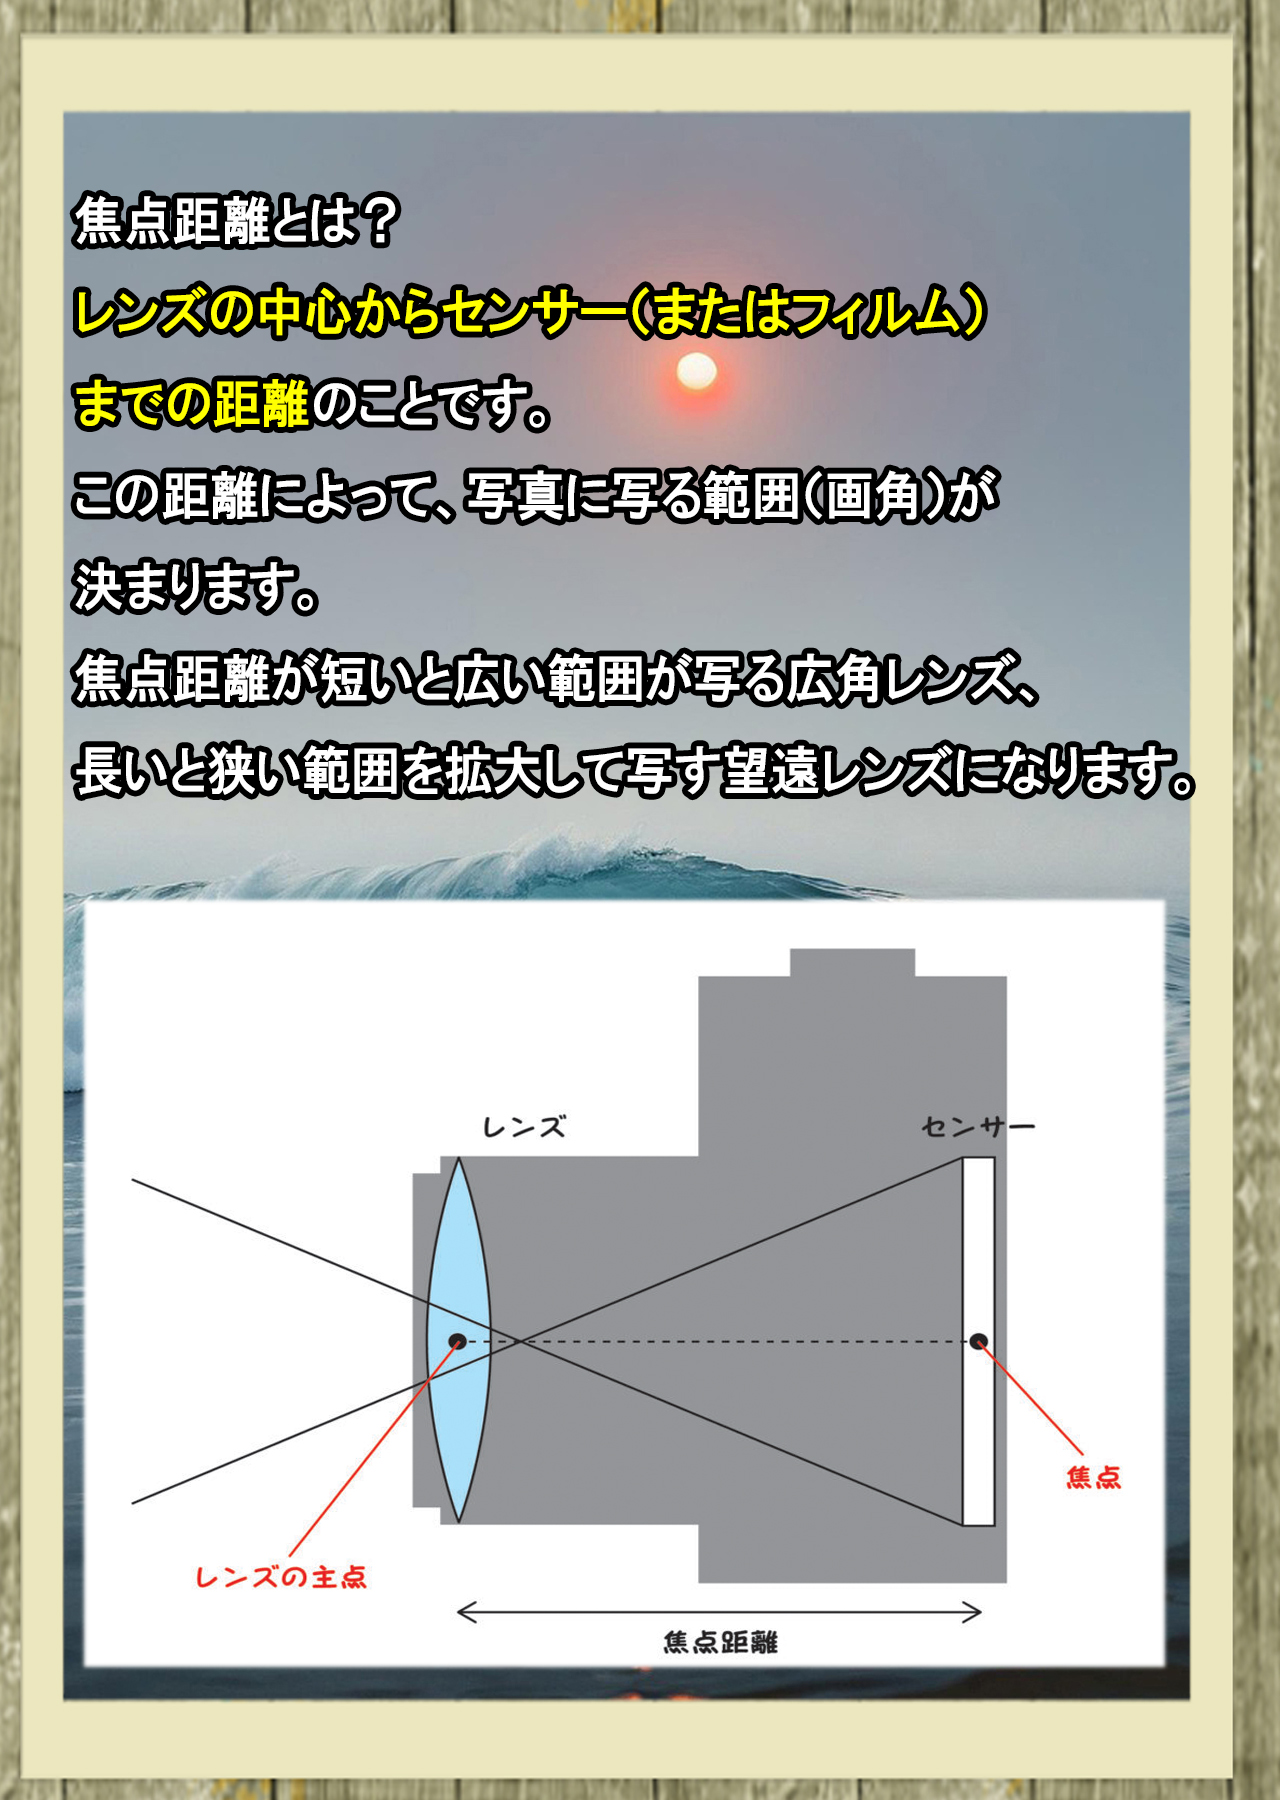 焦点距離とは？
レンズの中心からセンサー（またはフィルム）
までの距離のことです。
この距離によって、写真に写る範囲（画角）が
決まります。
焦点距離が短いと広い範囲が写る広角レンズ、
長いと狭い範囲を拡大して写す望遠レンズになります。
レンズ
センサー
焦点
レンズの主点
焦点距離